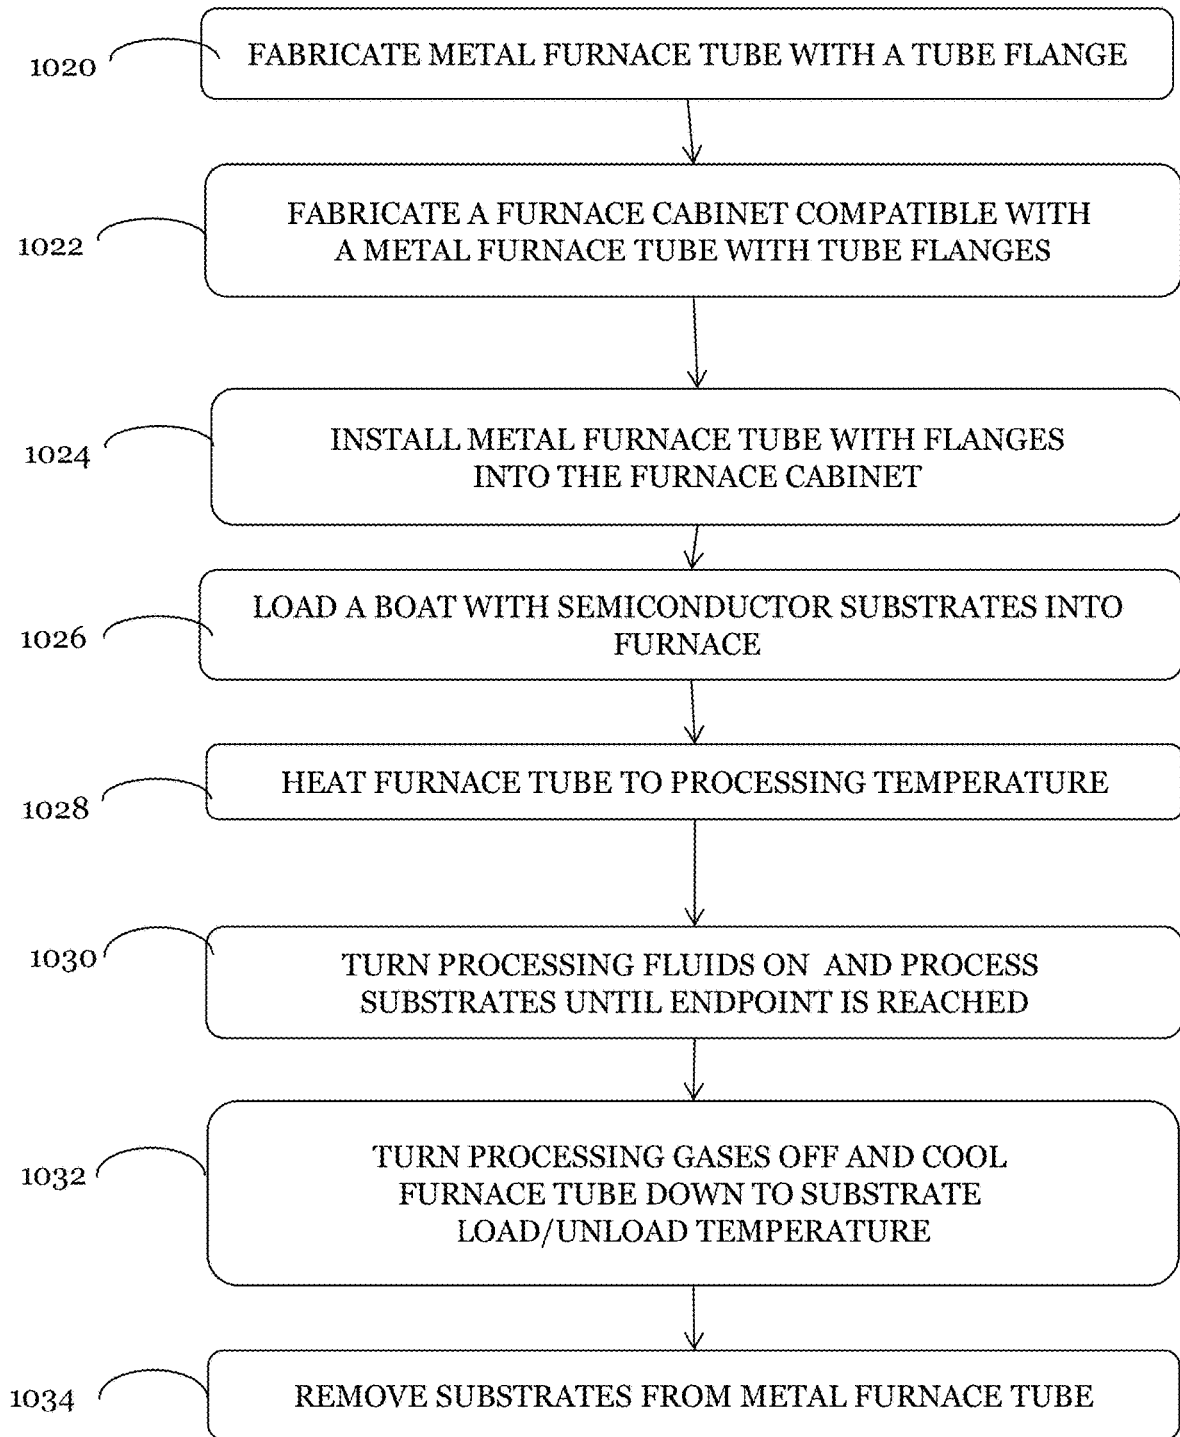 1020
FABRICATE METAL FURNACE TUBE WITH A TUBE FLANGE
1022
FABRICATE A FURNACE CABINET COMPATIBLE WITH
A METAL FURNACE TUBE WITH TUBE FLANGES
1024
INSTALL METAL FURNACE TUBE WITH FLANGES
INTO THE FURNACE CABINET
1026
LOAD A BOAT WITH SEMICONDUCTOR SUBSTRATES INTO
FURNACE
1028
HEAT FURNACE TUBE TO PROCESSING TEMPERATURE
1030
TURN PROCESSING FLUIDS ON AND PROCESS
SUBSTRATES UNTIL ENDPOINT IS REACHED
1032
TURN PROCESSING GASES OFF AND COOL
FURNACE TUBE DOWN TO SUBSTRATE
LOAD/UNLOAD TEMPERATURE
1034
REMOVE SUBSTRATES FROM METAL FURNACE TUBE